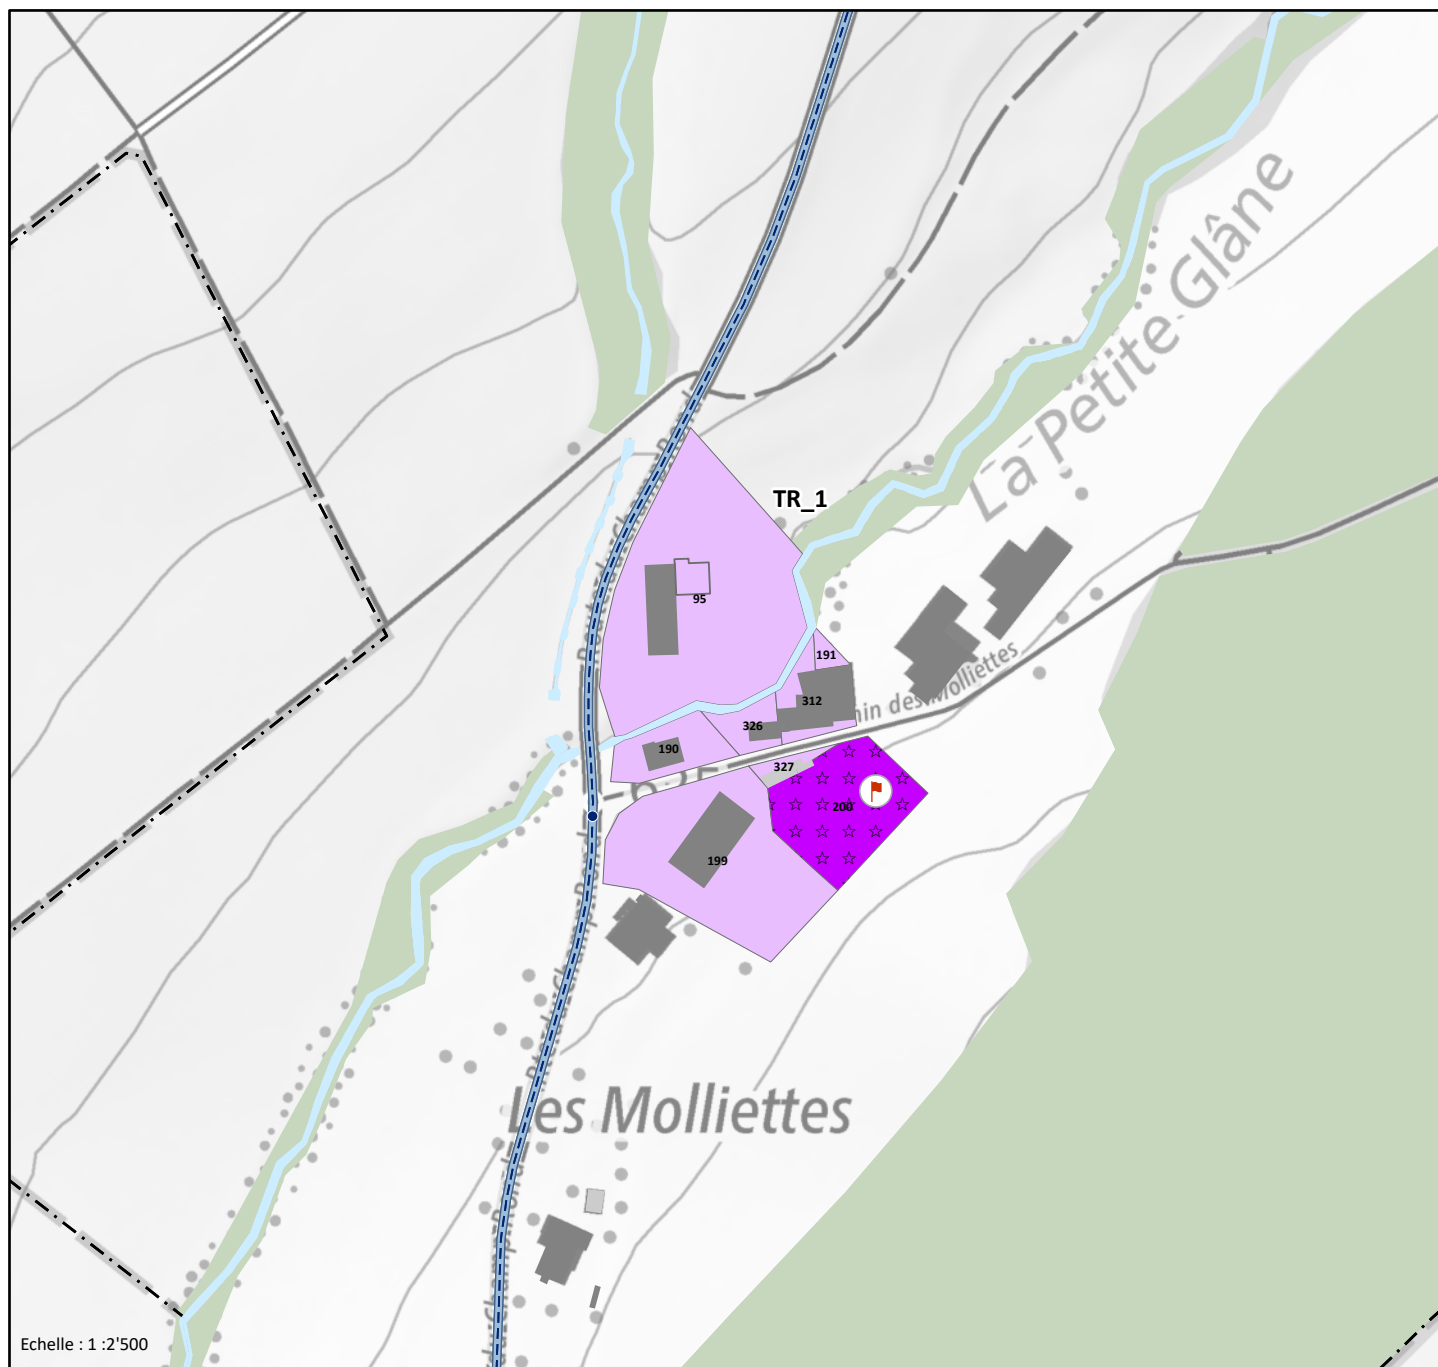 La Petite Glâne
TR_1
95
191
312
326
190
327
200
199
Les Molliettes
Echelle : 1 :2'500